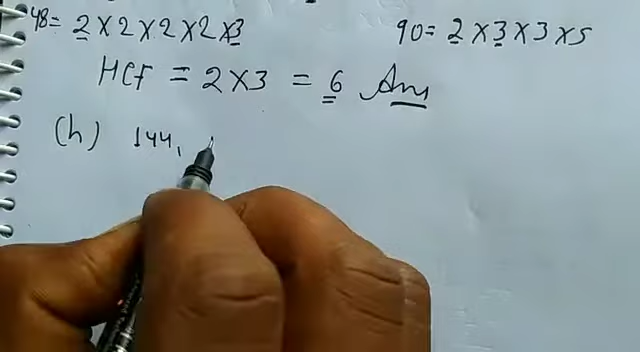 48= 2×2×2×2×3 90= 2×3×3×5
HCF = 2×3 = 6 Ans
(h) 144,